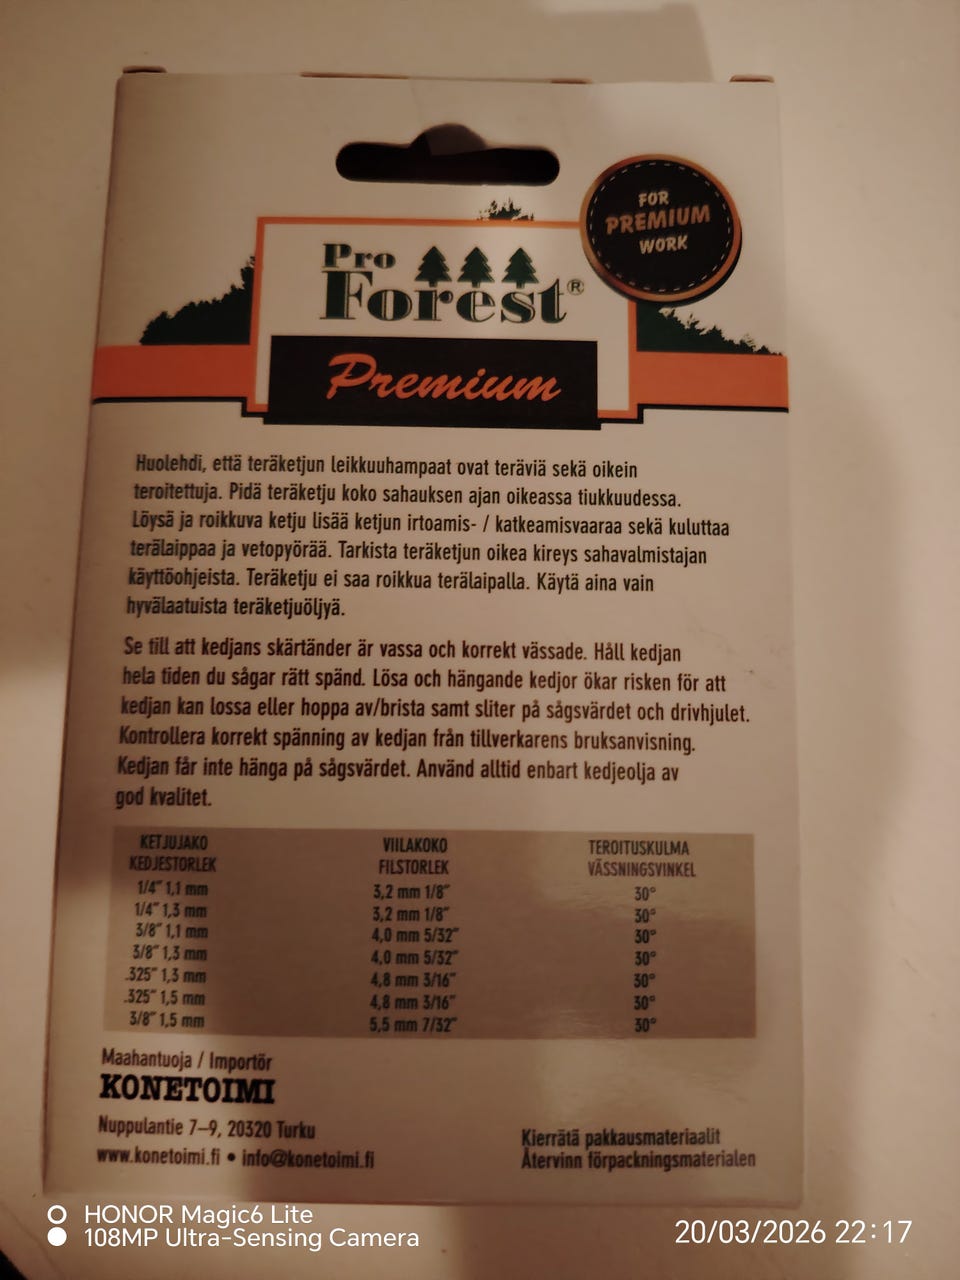 FOR
PREMIUM
WORK
Pro
Forest®
Premium
Huolehdi, että teräketjun leikkuuhampaat ovat teräviä sekä oikein
teroitettuja. Pidä teräketju koko sahauksen ajan oikeassa tiukkuudessa.
Löysä ja roikkuva ketju lisää ketjun irtoamis- / katkeamisvaaraa sekä kuluttaa
terälaippaa ja vetopyörää. Tarkista teräketjun oikea kireys sahavalmistajan
käyttöohjeista. Teräketju ei saa roikkua terälaipalla. Käytä aina vain
hyvälaatuista teräketjuöljyä.
Se till att kedjans skärtänder är vassa och korrekt vässade. Håll kedjan
hela tiden du sågar rätt spänd. Lösa och hängande kedjor ökar risken för att
kedjan kan lossa eller hoppa av/brista samt sliter på sågsvärdet och drivhjulet.
Kontrollera korrekt spänning av kedjan från tillverkarens bruksanvisning.
Kedjan får inte hänga på sågsvärdet. Använd alltid enbart kedjeolja av
god kvalitet.
KETJUJAKO VIILAKOKO TEROITUSKULMA
KEDJESTORLEK FILSTORLEK VÄSSNINGSVINKEL
1/4" 1,1 mm 3,2 mm 1/8" 30°
1/4" 1,3 mm 3,2 mm 1/8" 30°
3/8" 1,1 mm 4,0 mm 5/32" 30°
3/8" 1,3 mm 4,0 mm 5/32" 30°
.325" 1,3 mm 4,8 mm 3/16" 30°
.325" 1,5 mm 4,8 mm 3/16" 30°
3/8" 1,5 mm 5,5 mm 7/32" 30°
Maahantuoja / Importör
KONETOIMI
Nuppulantie 7–9, 20320 Turku
www.konetoimi.fi • info@konetoimi.fi
Kierrätä pakkausmateriaalit
Återvinn förpackningsmaterialen
HONOR Magic6 Lite
108MP Ultra-Sensing Camera
20/03/2026 22:17